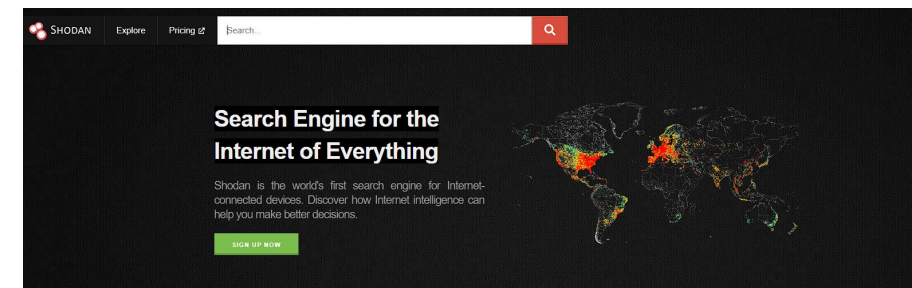 SHODAN
Explore
Pricing
Search...
Search Engine for the
Internet of Everything
Shodan is the world's first search engine for Internet-
connected devices. Discover how Internet intelligence can
help you make better decisions.
SIGN UP NOW